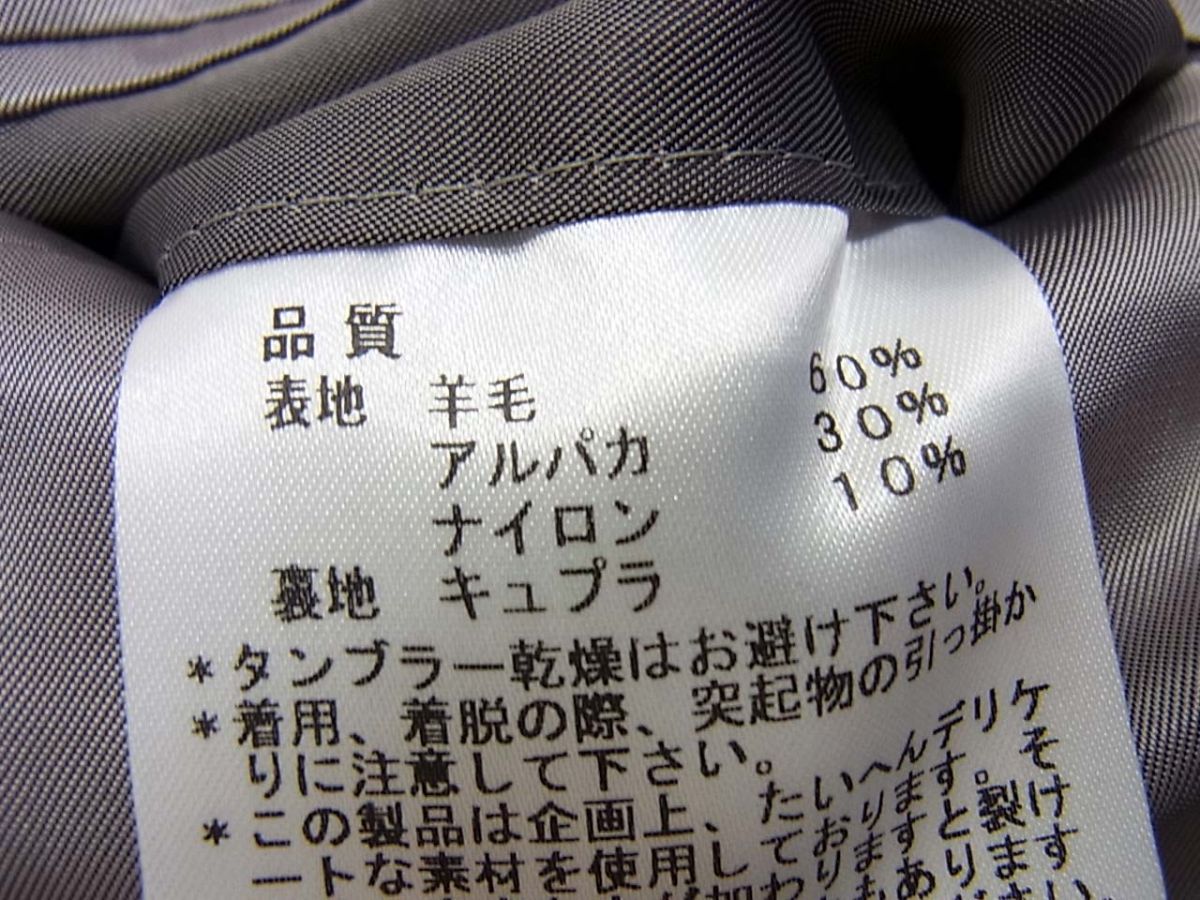 品 質
表地 羊毛 60%
アルパカ 30%
ナイロン 10%
裏地 キュプラ
*タンブラー乾燥はお避け下さい。
*着用、着脱の際、突起物の引っ掛か
りに注意して下さい。
*この製品は企画上、たいへんデリケ
ートな素材を使用しております。そ